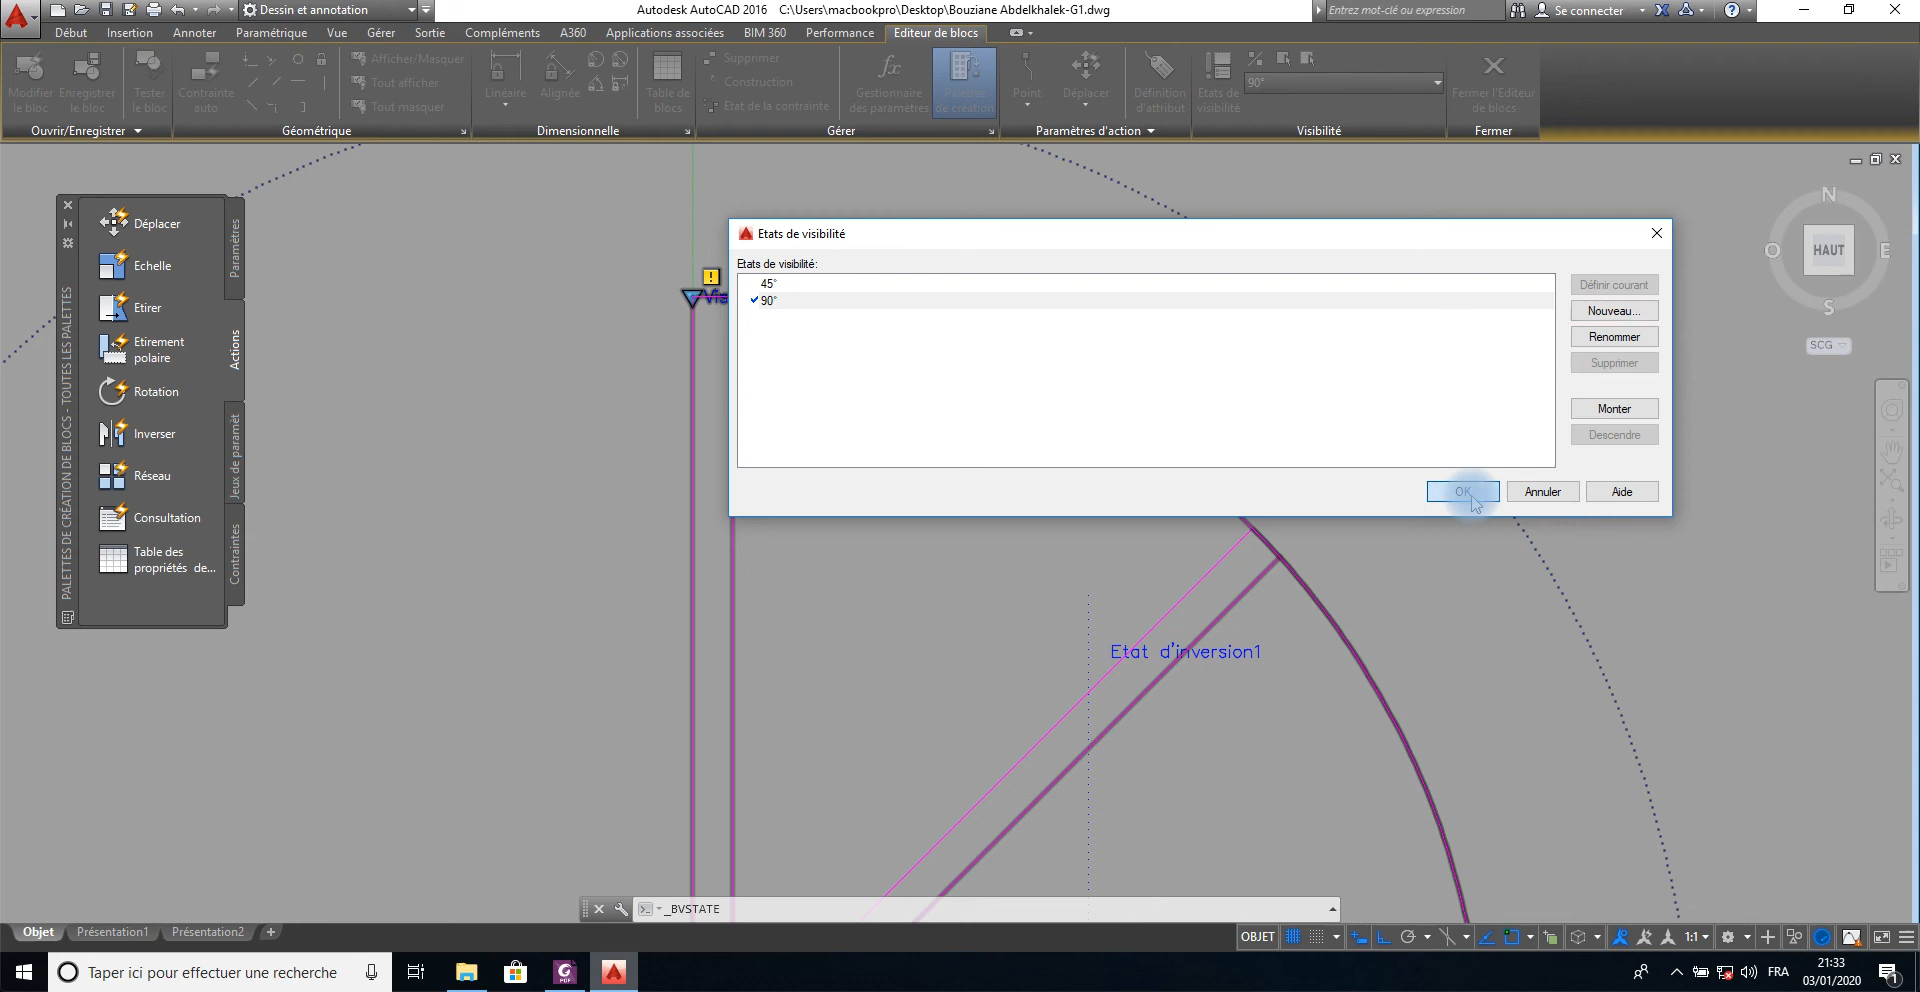 Dessin et annotation
Autodesk AutoCAD 2016 C:\Users\macbookpro\Desktop\Bouziane Abdelkhalek-G1.dwg
Entrez mot-clé ou expression
Se connecter
Début Insertion Annoter Paramétrique Vue Gérer Sortie Compléments A360 Applications associées BIM 360 Performance Editeur de blocs
Modifier le bloc
Enregistrer le bloc
Tester le bloc
Contrainte auto
Afficher/Masquer
Tout afficher
Tout masquer
Linéaire
Alignée
Table de blocs
Supprimer
Construction
Etat de la contrainte
Gestionnaire des paramètres
Palettes de création
Point
Déplacer
Définition d'attribut
Etats de visibilité
90°
Fermer l'Editeur de blocs
Ouvrir/Enregistrer Géométrique Dimensionnelle Gérer Paramètres d'action Visibilité Fermer
PALETTES DE CRÉATION DE BLOCS - TOUTES LES PALETTES
Déplacer
Echelle
Etirer
Etirement
polaire
Rotation
Inverser
Réseau
Consultation
Table des
propriétés de...
Paramètres
Actions
Jeux de paramèt
Contraintes
Etats de visibilité
Etats de visibilité:
45°
90°
Définir courant
Nouveau...
Renommer
Supprimer
Monter
Descendre
OK Annuler Aide
Etat d'inversion1
N
O HAUT E
S
SCG
_BVSTATE
Objet Présentation1 Présentation2 +
OBJET
1:1
Taper ici pour effectuer une recherche
FRA
21:33
03/01/2020
1